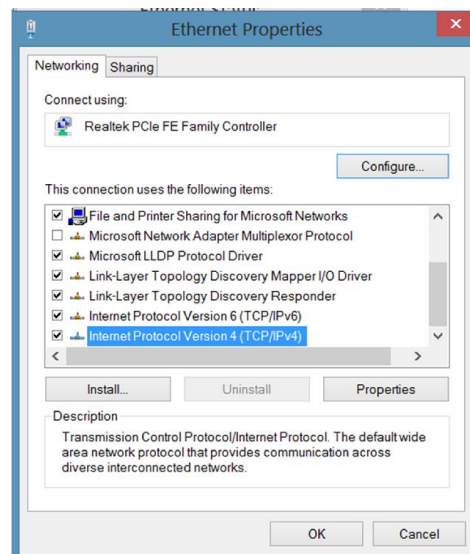 Ethernet Status
Ethernet Properties
Networking
Sharing
Connect using:
Realtek PCIe FE Family Controller
Configure...
This connection uses the following items:
File and Printer Sharing for Microsoft Networks
Microsoft Network Adapter Multiplexor Protocol
Microsoft LLDP Protocol Driver
Link-Layer Topology Discovery Mapper I/O Driver
Link-Layer Topology Discovery Responder
Internet Protocol Version 6 (TCP/IPv6)
Internet Protocol Version 4 (TCP/IPv4)
Install...
Uninstall
Properties
Description
Transmission Control Protocol/Internet Protocol. The default wide
area network protocol that provides communication across
diverse interconnected networks.
OK
Cancel